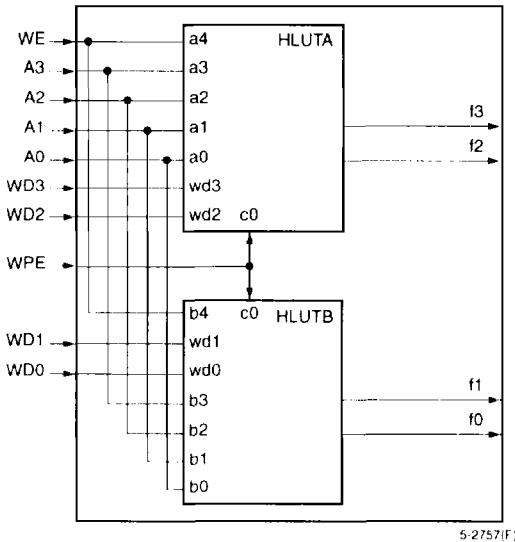 WE a4 HLUTA
A3 a3
A2 a2
A1 a1 f3
A0 a0 f2
WD3 wd3
WD2 wd2 c0
WPE
b4 c0 HLUTB
WD1 wd1
WD0 wd0
b3 f1
b2 f0
b1
b0
5-2757(F)